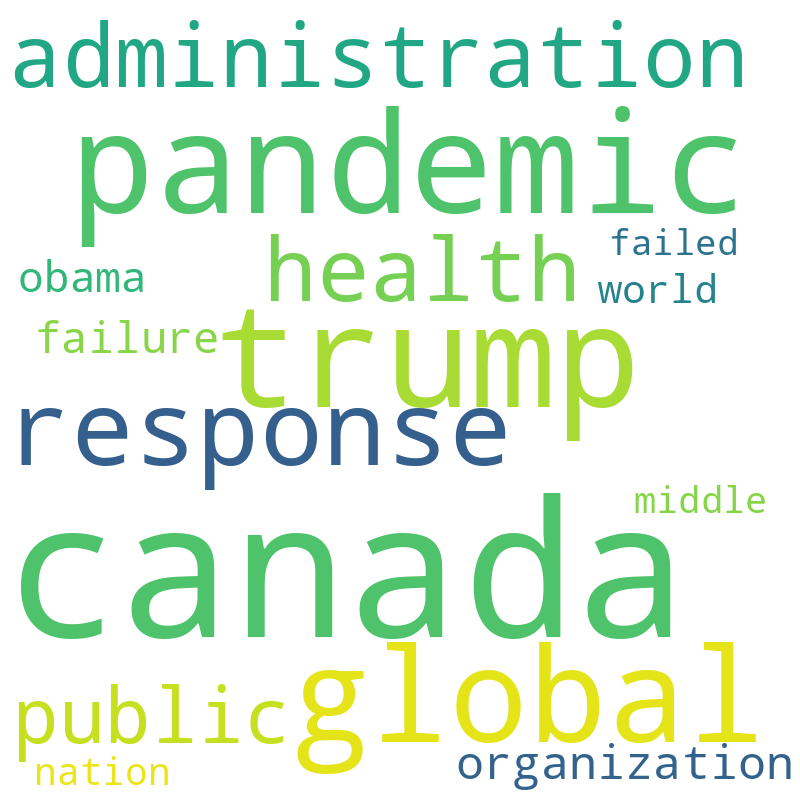 administration
pandemic
failed
health
obama
world
failure
trump
response
middle
canada
global
public
organization
nation